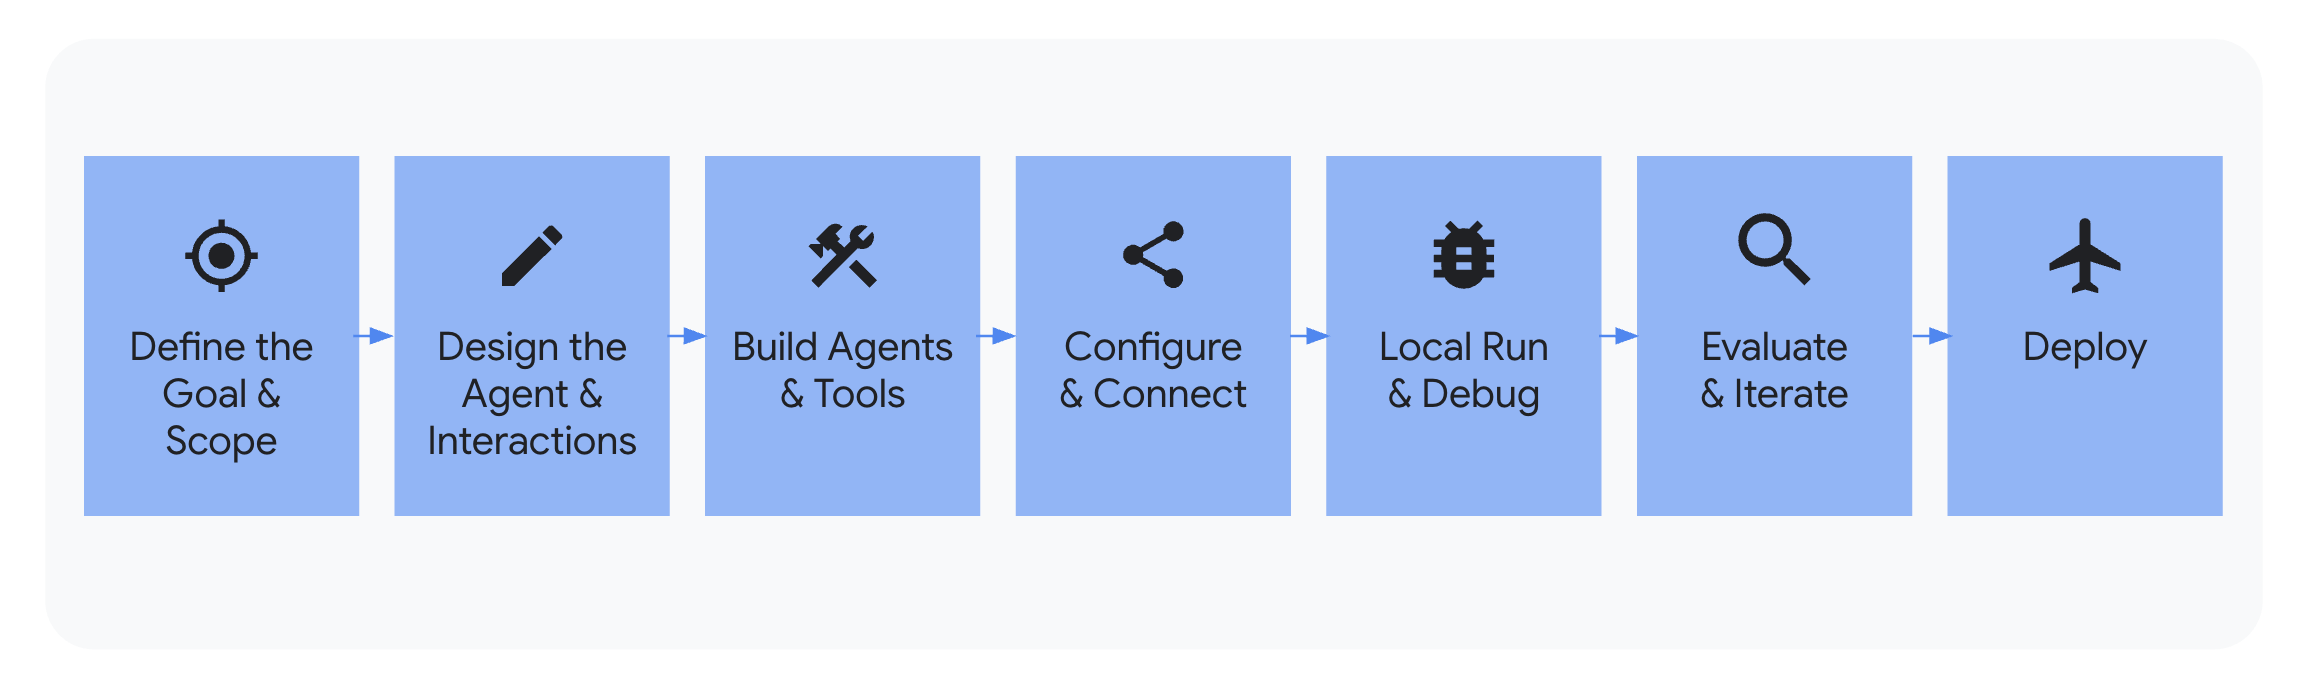 Define the
Goal &
Scope
Design the
Agent &
Interactions
Build Agents
& Tools
Configure
& Connect
Local Run
& Debug
Evaluate
& Iterate
Deploy